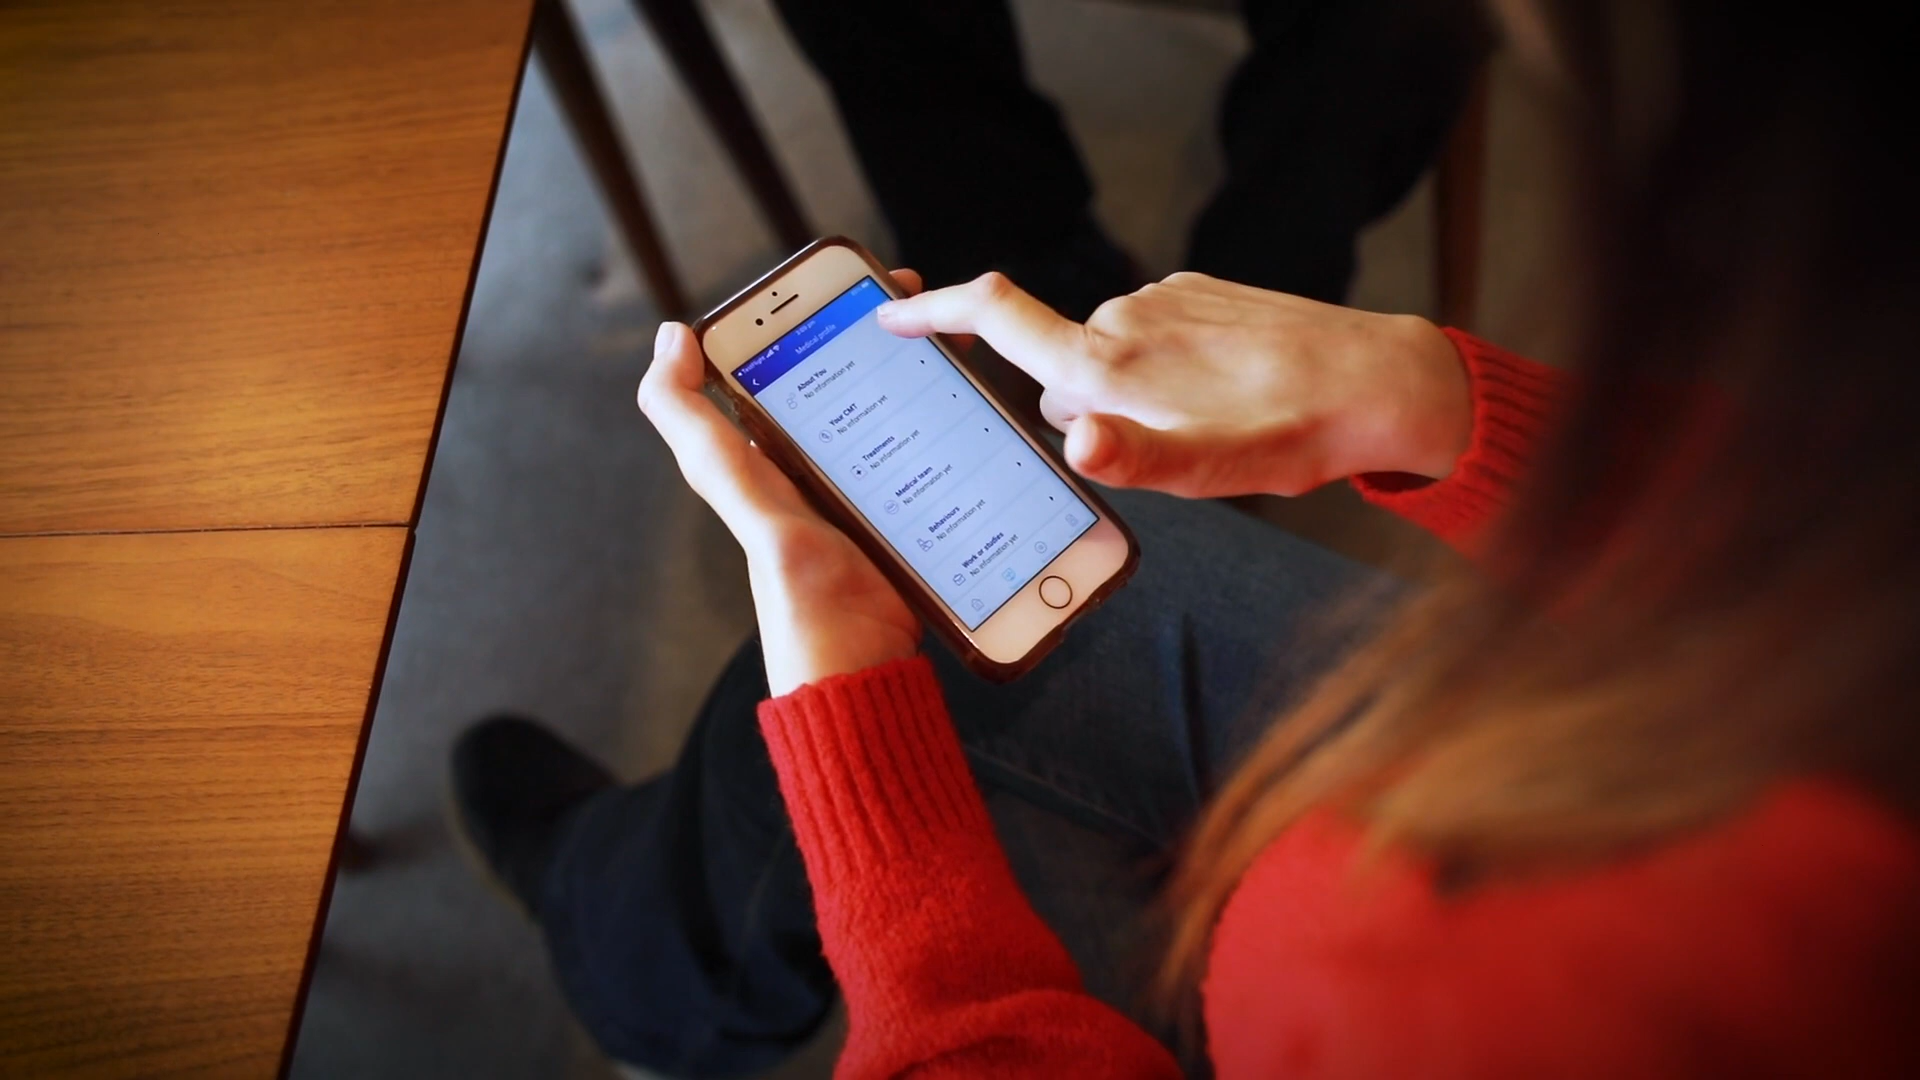 TestFlight
Medical profile
About You
No information yet
Your CMT
No information yet
Treatments
No information yet
Medical team
No information yet
Behaviours
No information yet
Work or studies
No information yet